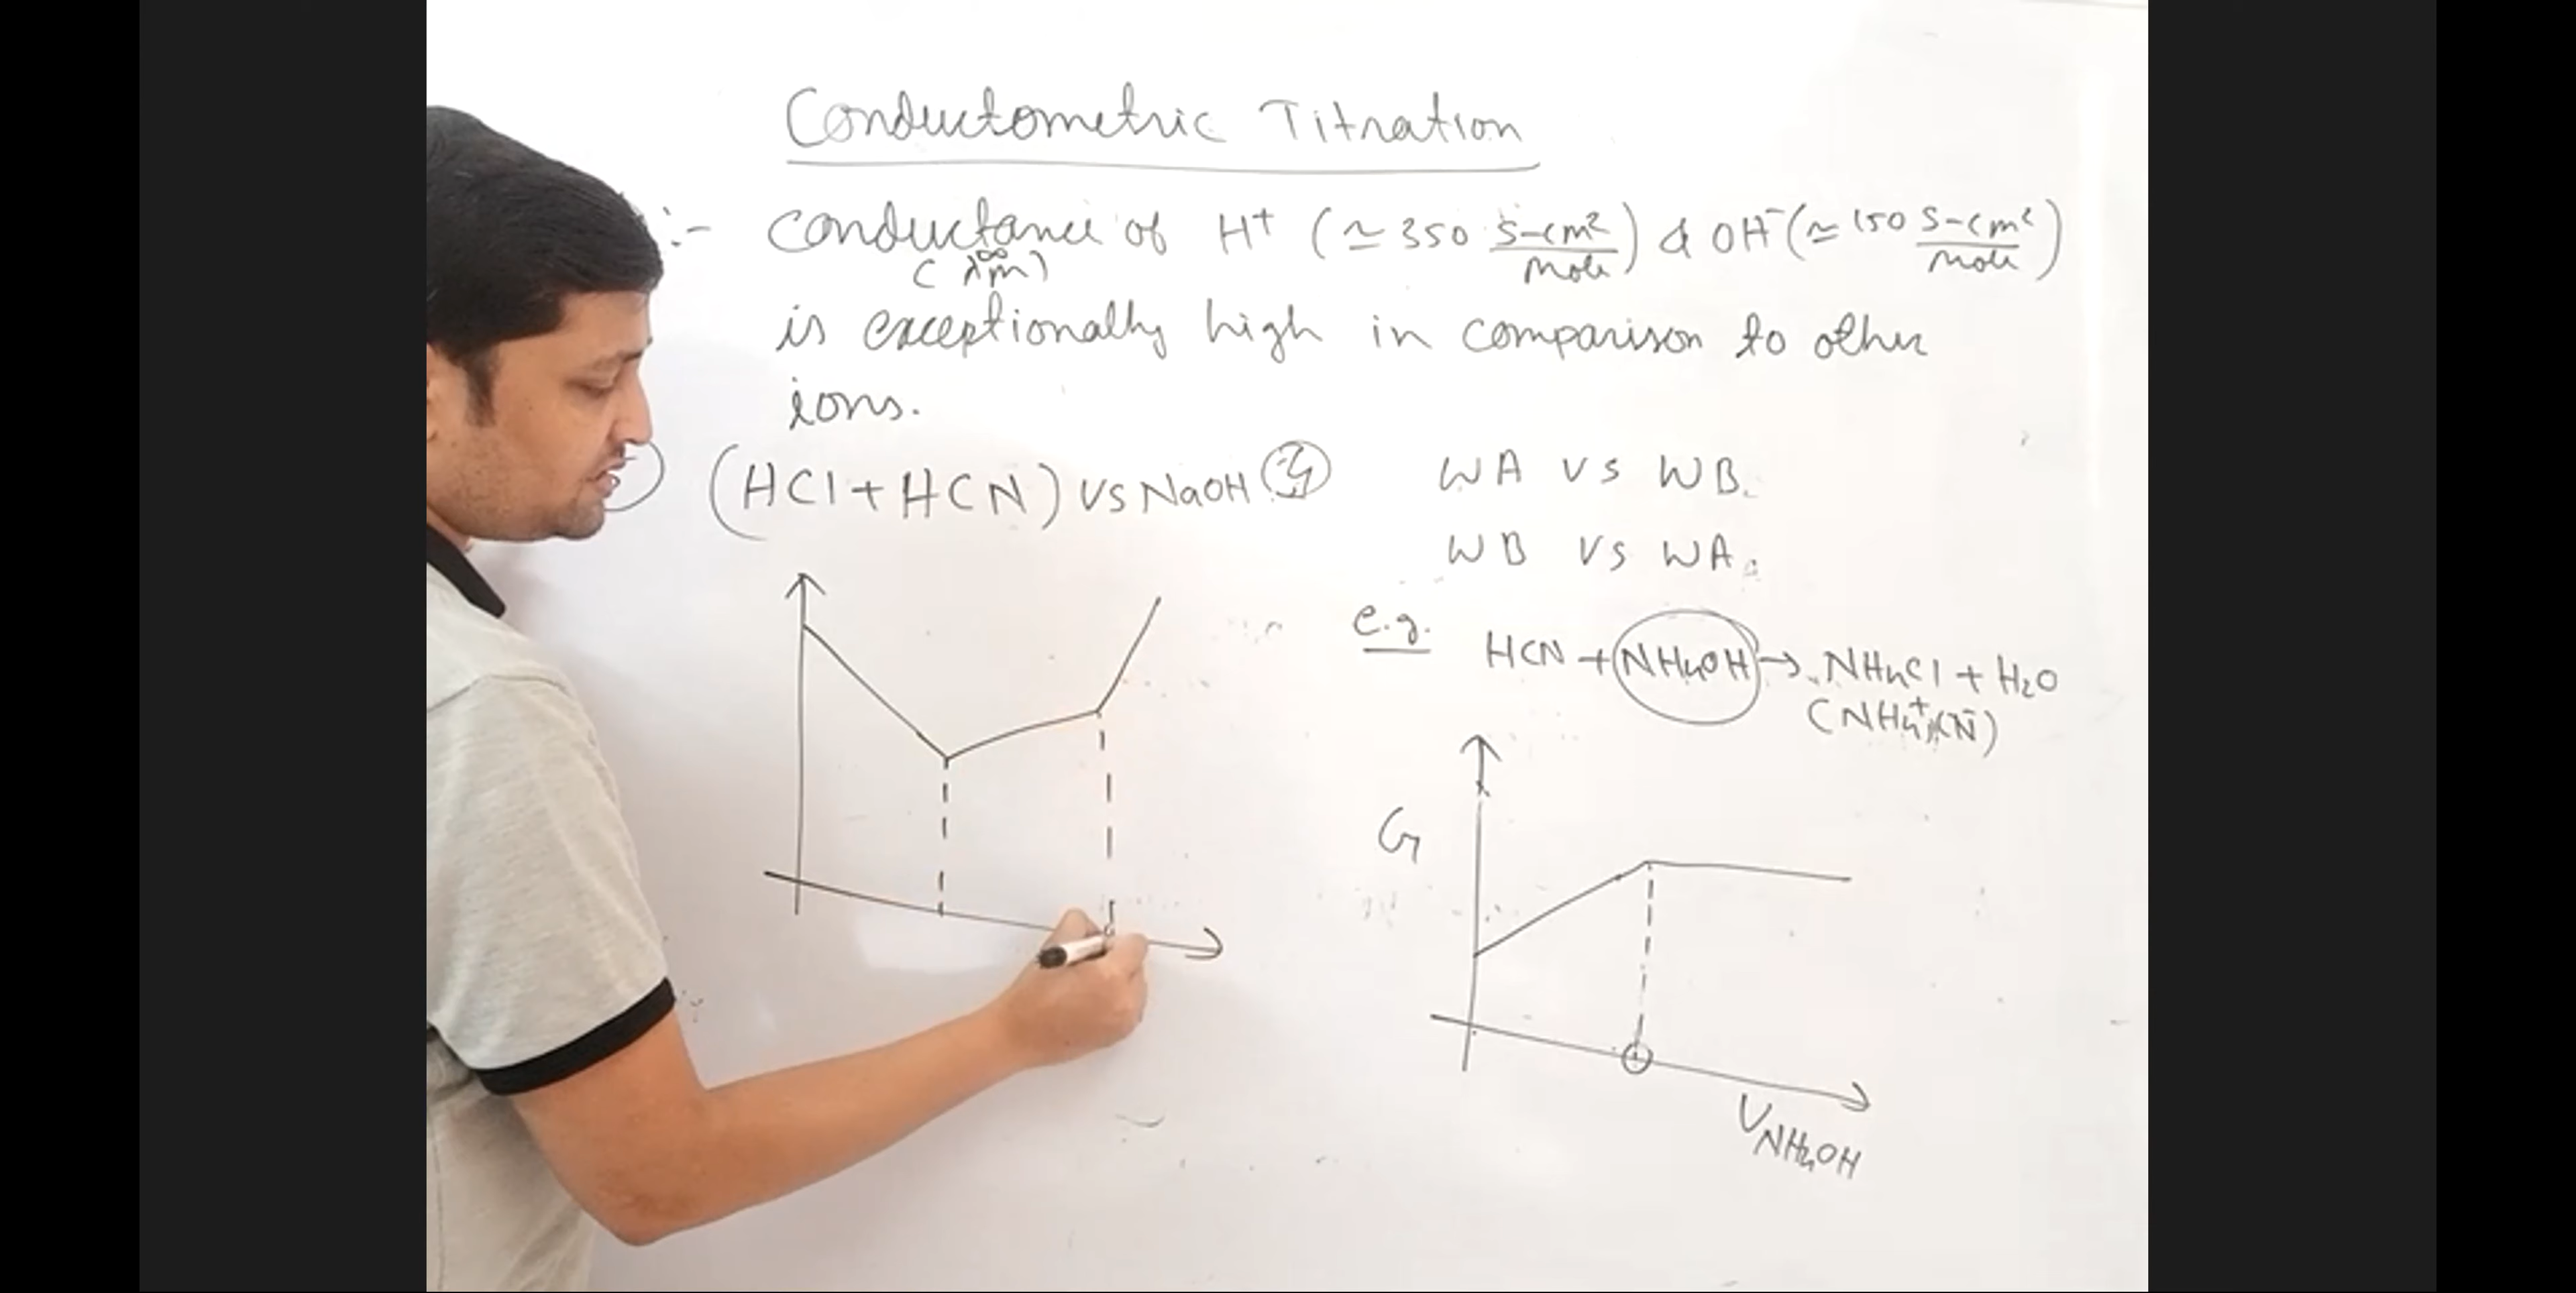 Conductometric Titration
:- Conductance of H⁺ (≃ 350 S-cm²/mole) & OH⁻ (≃ 150 S-cm²/mole)
(λm∞)
is exceptionally high in comparison to other
ions.
(HCl + HCN) vs NaOH
WA vs WB.
WB vs WA.
e.g. HCN + NH₄OH → NH₄Cl + H₂O
(NH₄⁺, CN⁻)
G
V NH₄OH